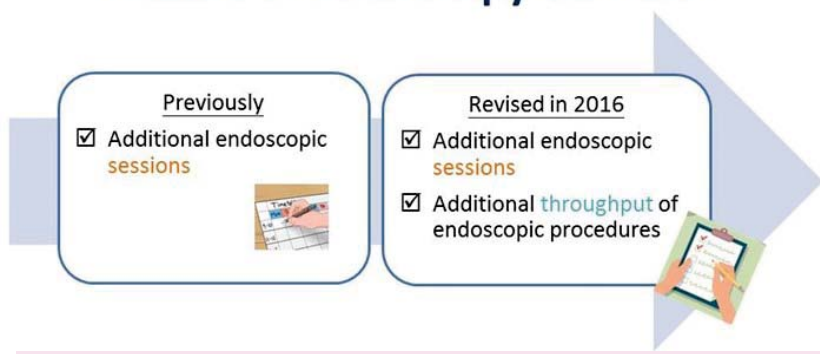 Previously
☑ Additional endoscopic
sessions
Revised in 2016
☑ Additional endoscopic
sessions
☑ Additional throughput of
endoscopic procedures